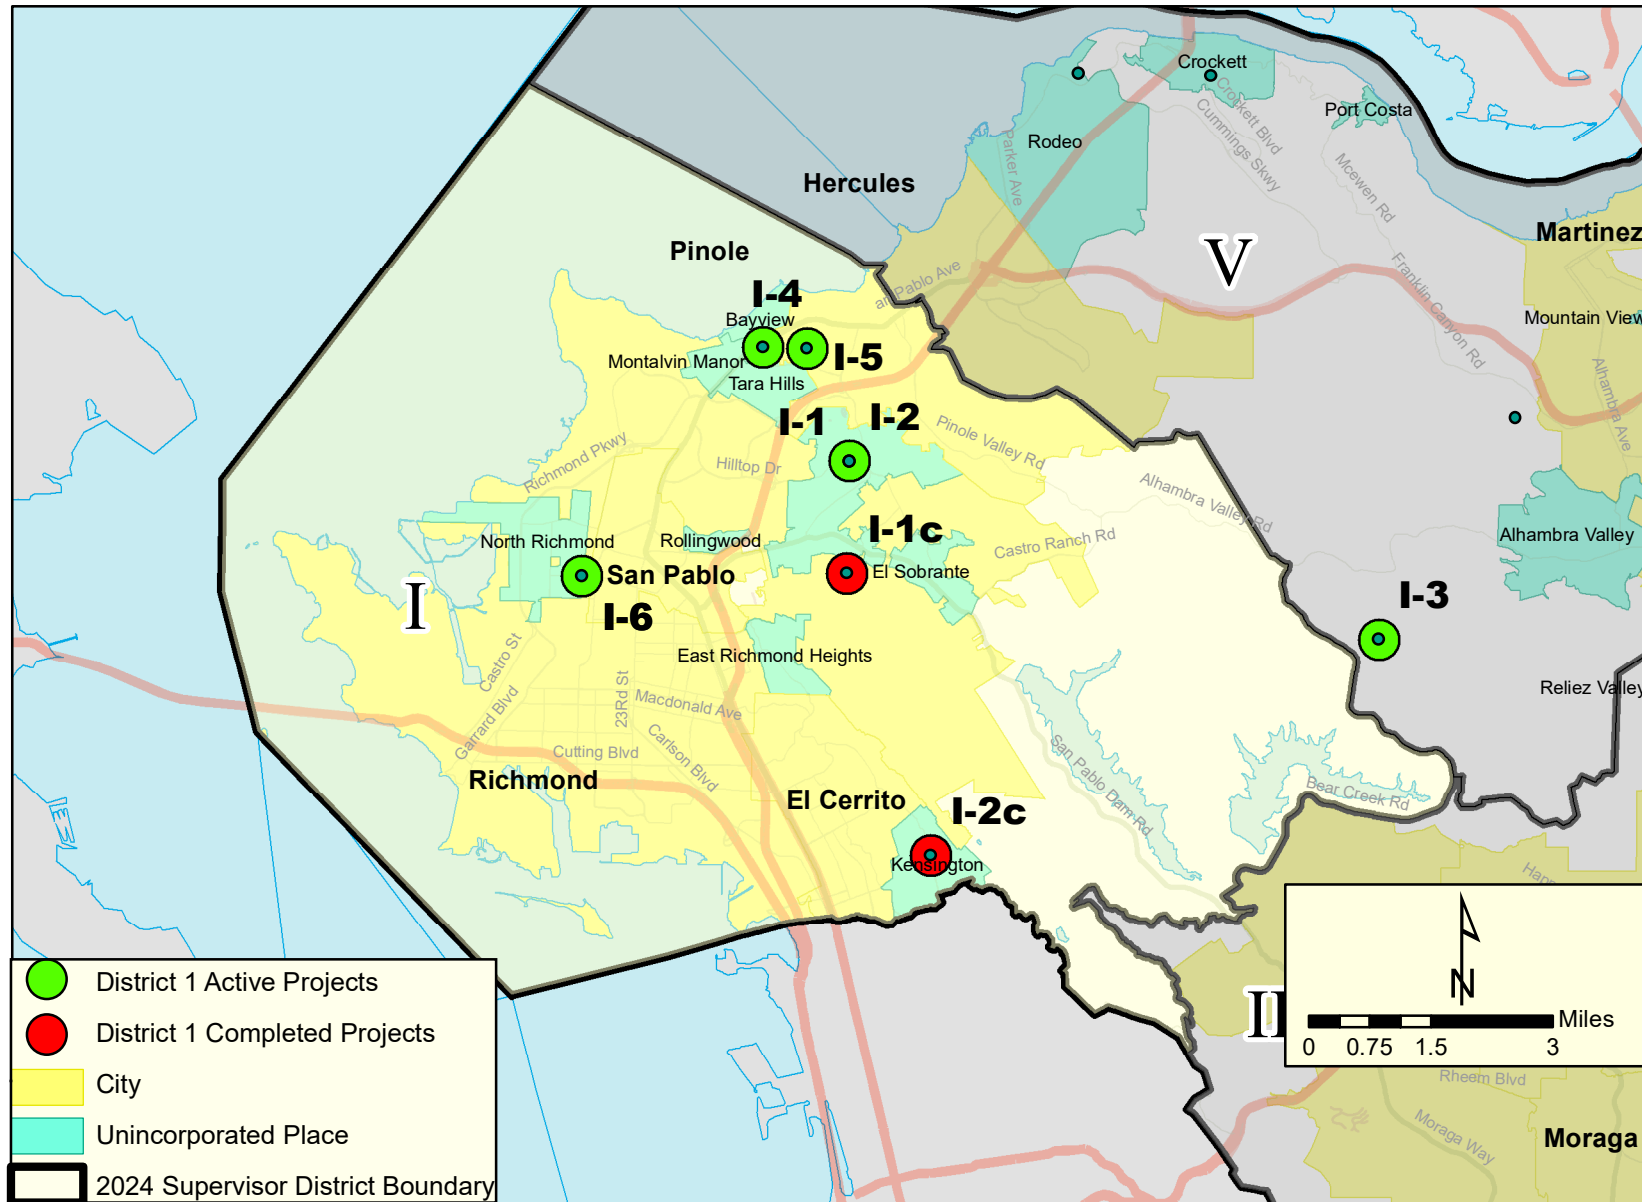 Crockett
Port Costa
Crockett Blvd
Cummings Skwy
Rodeo
Parker Ave
Mcewen Rd
Hercules
Martinez
Pinole
V
an Pablo Ave
Franklin Canyon Rd
I-4
Bayview
Mountain View
I-5
Montalvin Manor
Tara Hills
Alhambra Ave
I-1
I-2
Pinole Valley Rd
Richmond Pkwy
Hilltop Dr
Alhambra Valley Rd
I-1c
North Richmond
Rollingwood
Castro Ranch Rd
Alhambra Valley
San Pablo
El Sobrante
I
I-6
I-3
East Richmond Heights
Castro St
Reliez Valley
23Rd St
Macdonald Ave
Garrard Blvd
Cutting Blvd
Carlson Blvd
San Pablo Dam Rd
Richmond
Bear Creek Rd
El Cerrito
I-2c
Kensington
II
N
Miles
0 0.75 1.5 3
Rheem Blvd
Moraga Way
Moraga
District 1 Active Projects
District 1 Completed Projects
City
Unincorporated Place
2024 Supervisor District Boundary